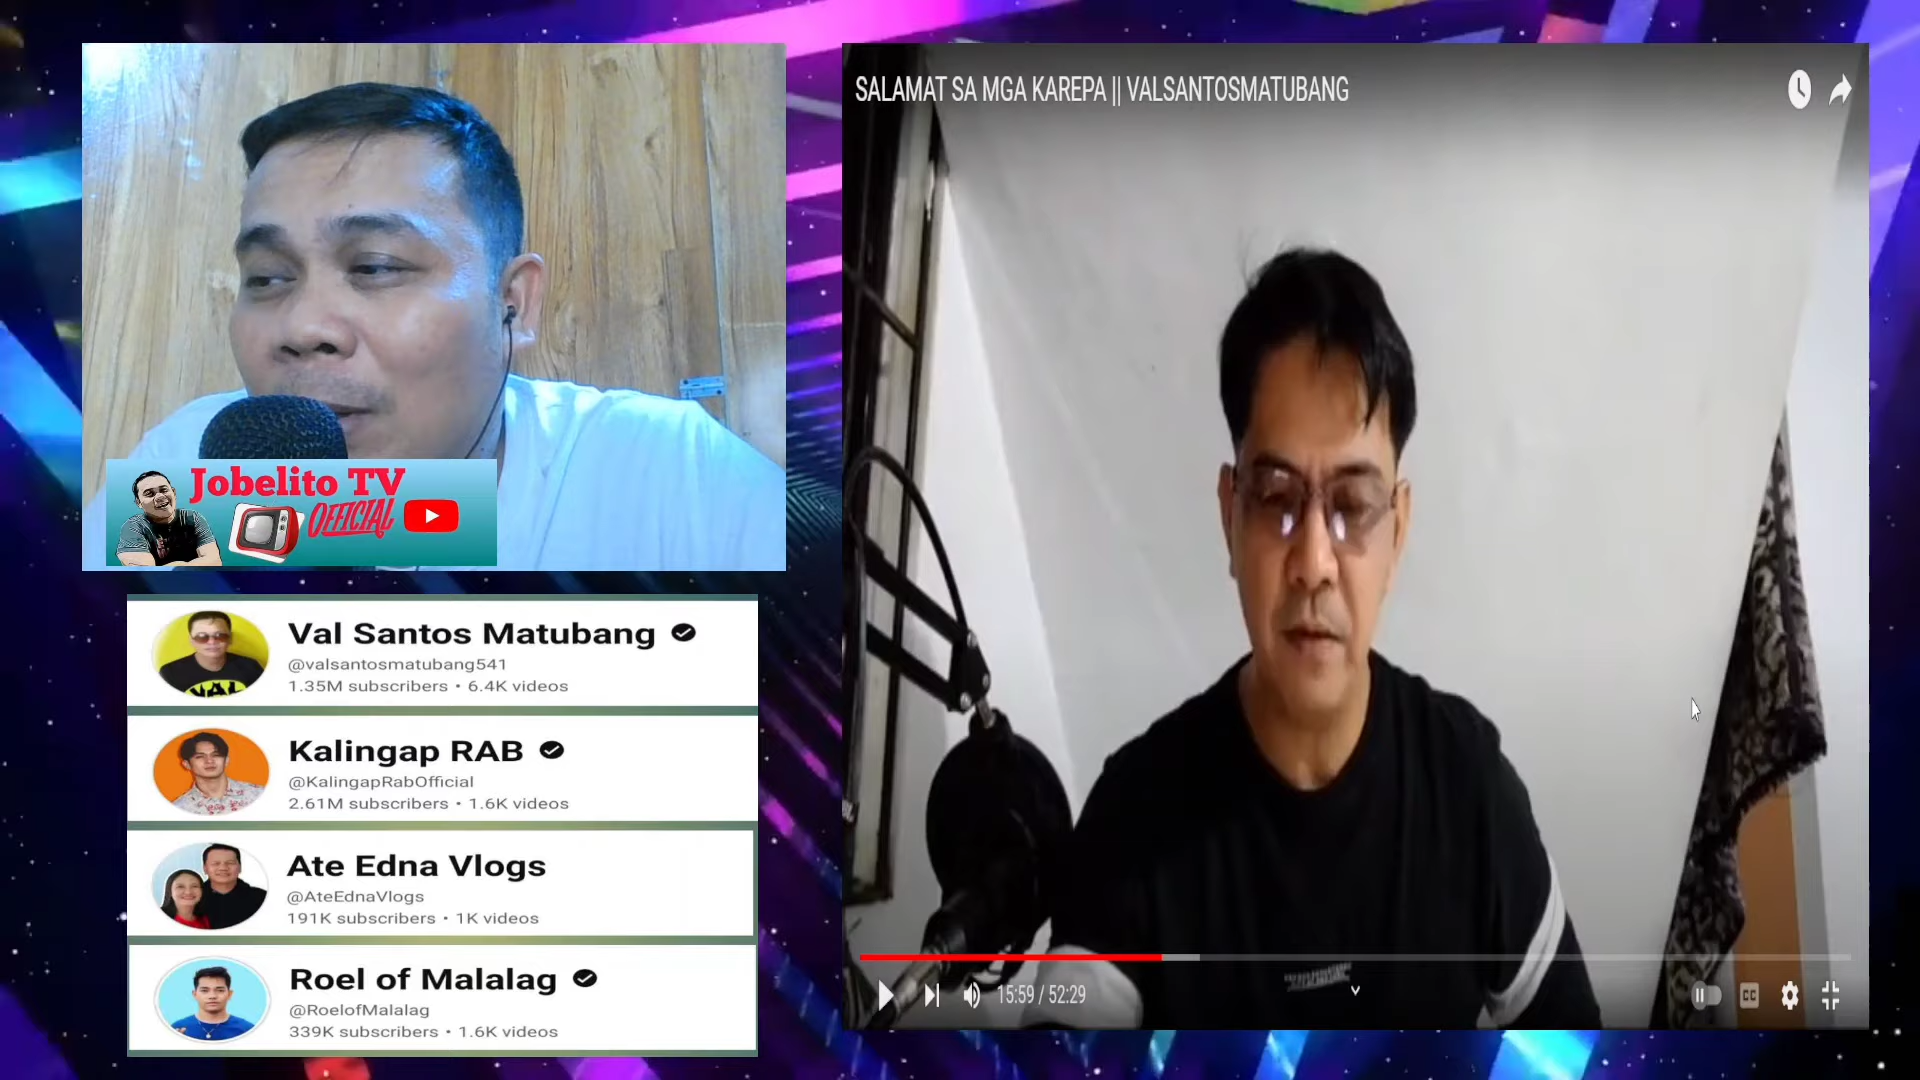 SALAMAT SA MGA KAREPA || VALSANTOSMATUBANG
Jobelito TV
OFFICIAL
Val Santos Matubang
@valsantosmatubang541
1.35M subscribers • 6.4K videos
Kalingap RAB
@KalingapRabOfficial
2.61M subscribers • 1.6K videos
Ate Edna Vlogs
@AteEdnaVlogs
191K subscribers • 1K videos
Roel of Malalag
@RoelofMalalag
339K subscribers • 1.6K videos
VAL
15:59 / 52:29
CC